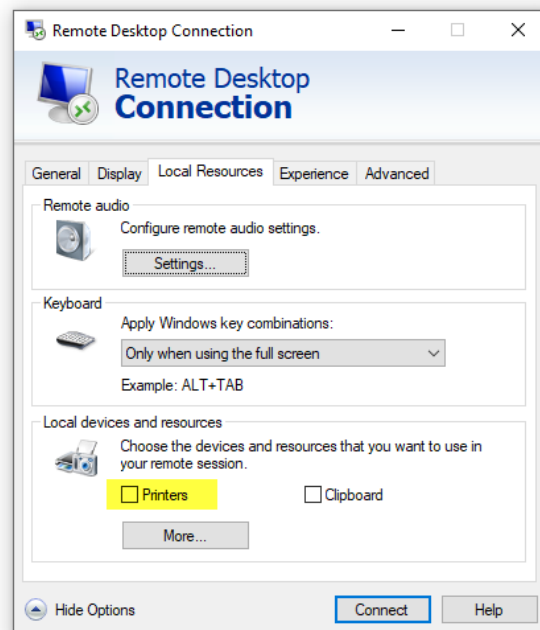 Remote Desktop Connection
Remote Desktop
Connection
General Display Local Resources Experience Advanced
Remote audio
Configure remote audio settings.
Settings...
Keyboard
Apply Windows key combinations:
Only when using the full screen
Example: ALT+TAB
Local devices and resources
Choose the devices and resources that you want to use in
your remote session.
Printers Clipboard
More...
Hide Options Connect Help